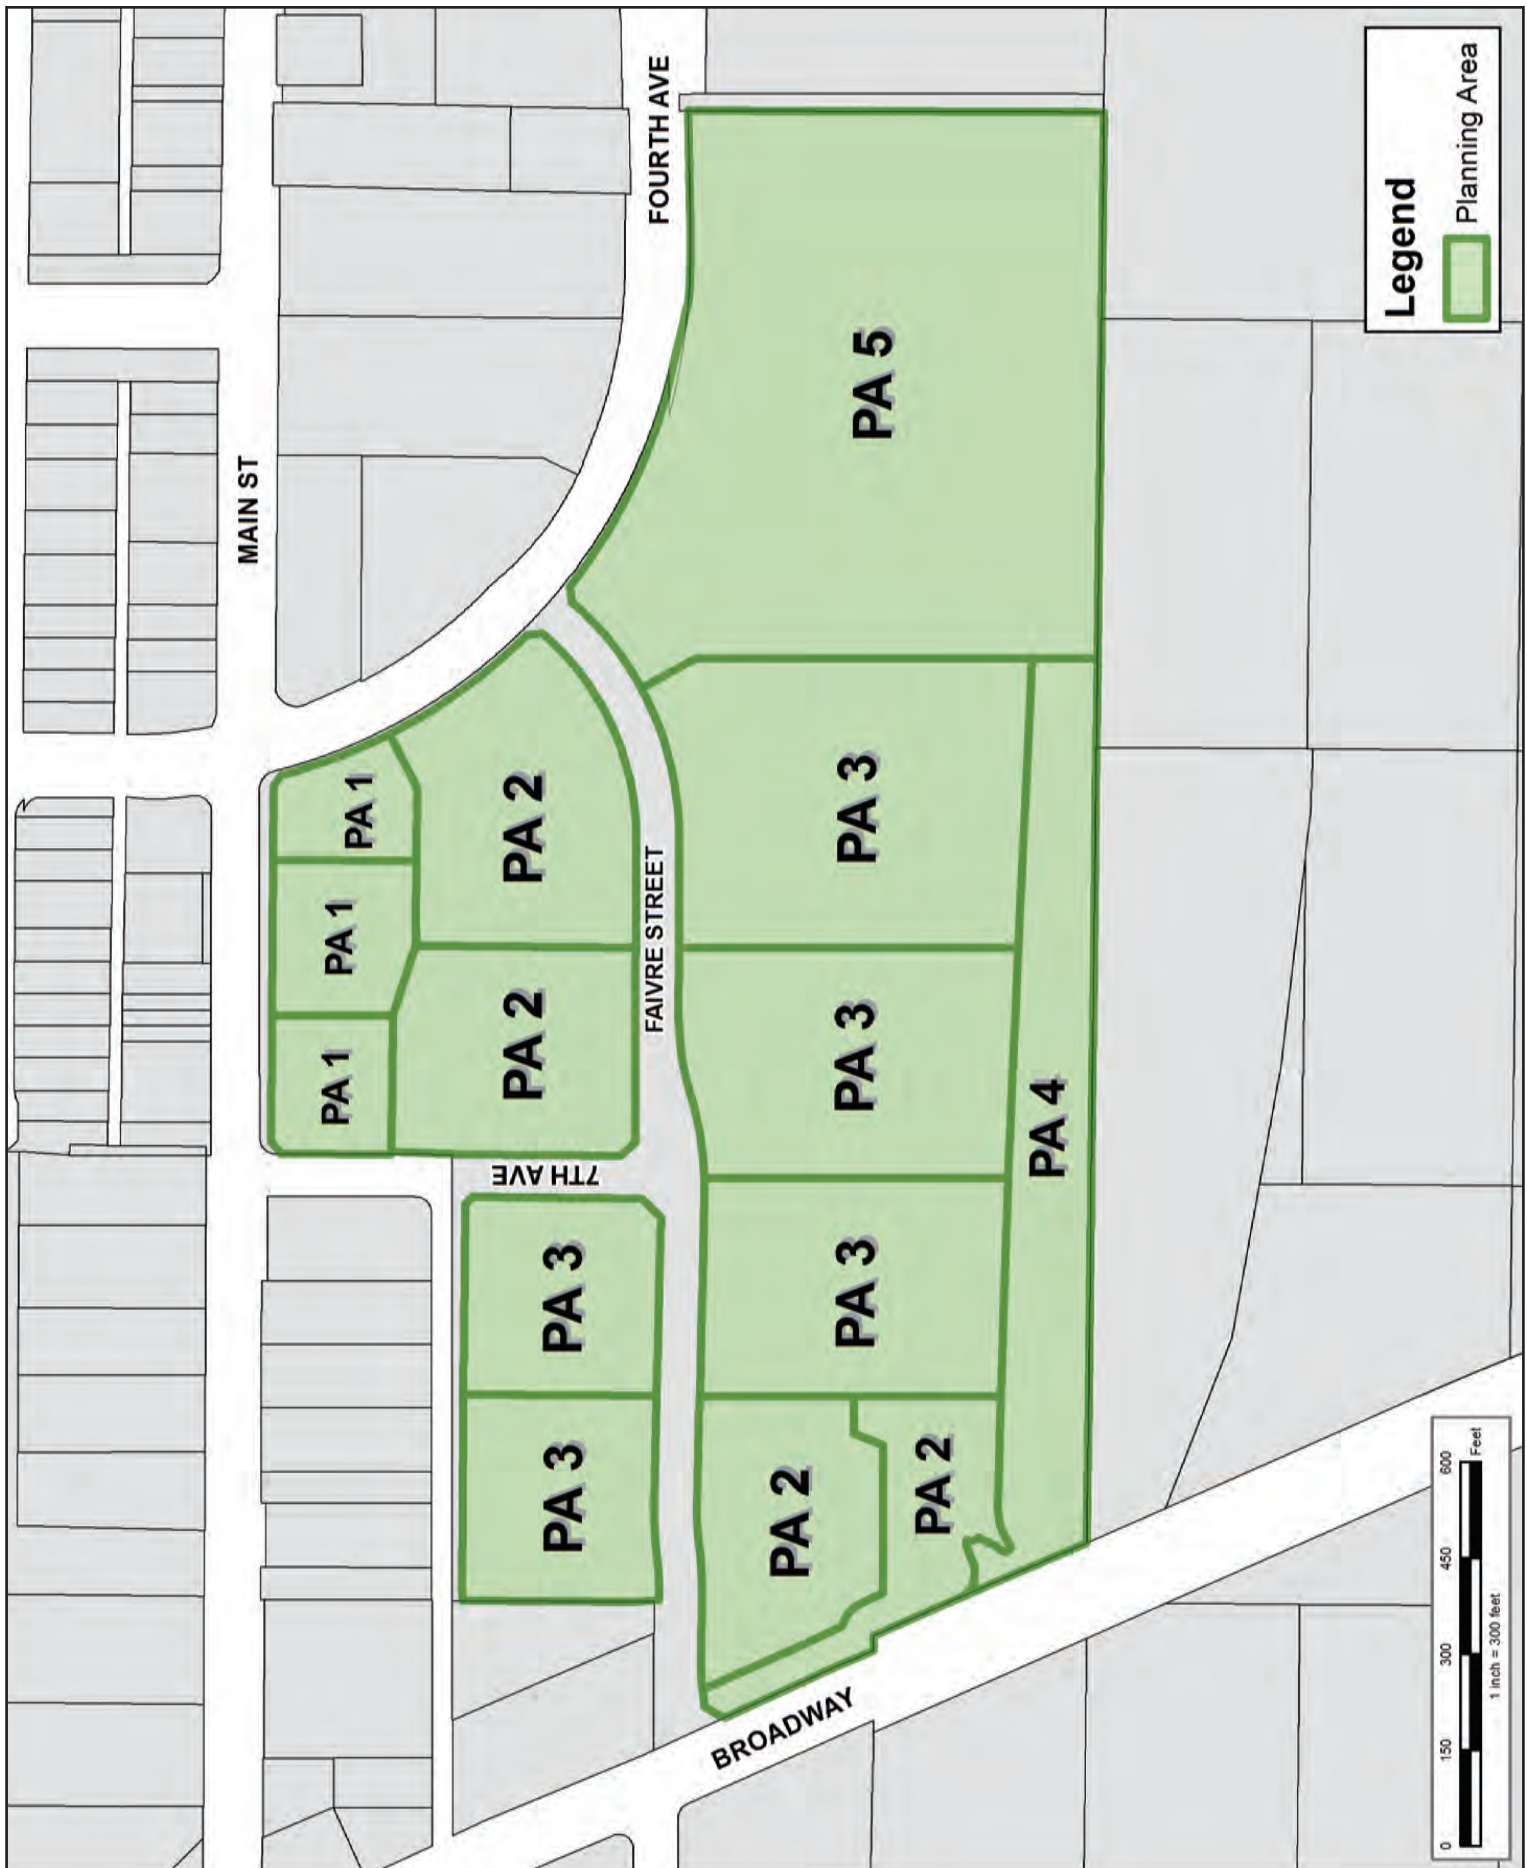 MAIN ST
PA 1
PA 1
PA 1
PA 2
PA 2
7TH AVE
PA 3
PA 3
FAIVRE STREET
FOURTH AVE
BROADWAY
PA 2
PA 3
PA 3
PA 3
PA 5
PA 2
PA 4
Legend
Planning Area
0 150 300 450 600
Feet
1 inch = 300 feet